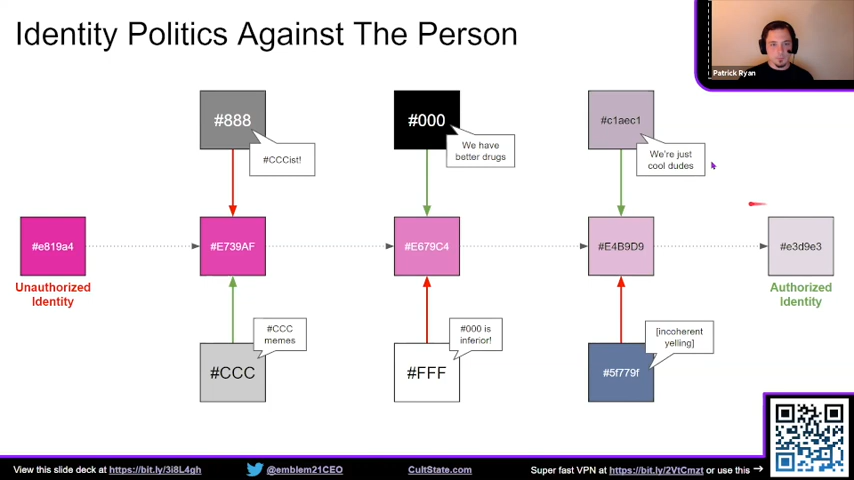 Identity Politics Against The Person
Patrick Ryan
#888
#CCCist!
#000
We have
better drugs
#c1aec1
We're just
cool dudes
#e819a4
#E739AF
#E679C4
#E4B9D9
#e3d9e3
Unauthorized
Identity
Authorized
Identity
#CCC
memes
#CCC
#000 is
inferior!
#FFF
[incoherent
yelling]
#5f779f
View this slide deck at https://bit.ly/3i8L4gh
@emblem21CEO
CultState.com
Super fast VPN at https://bit.ly/2VtCmzt or use this →